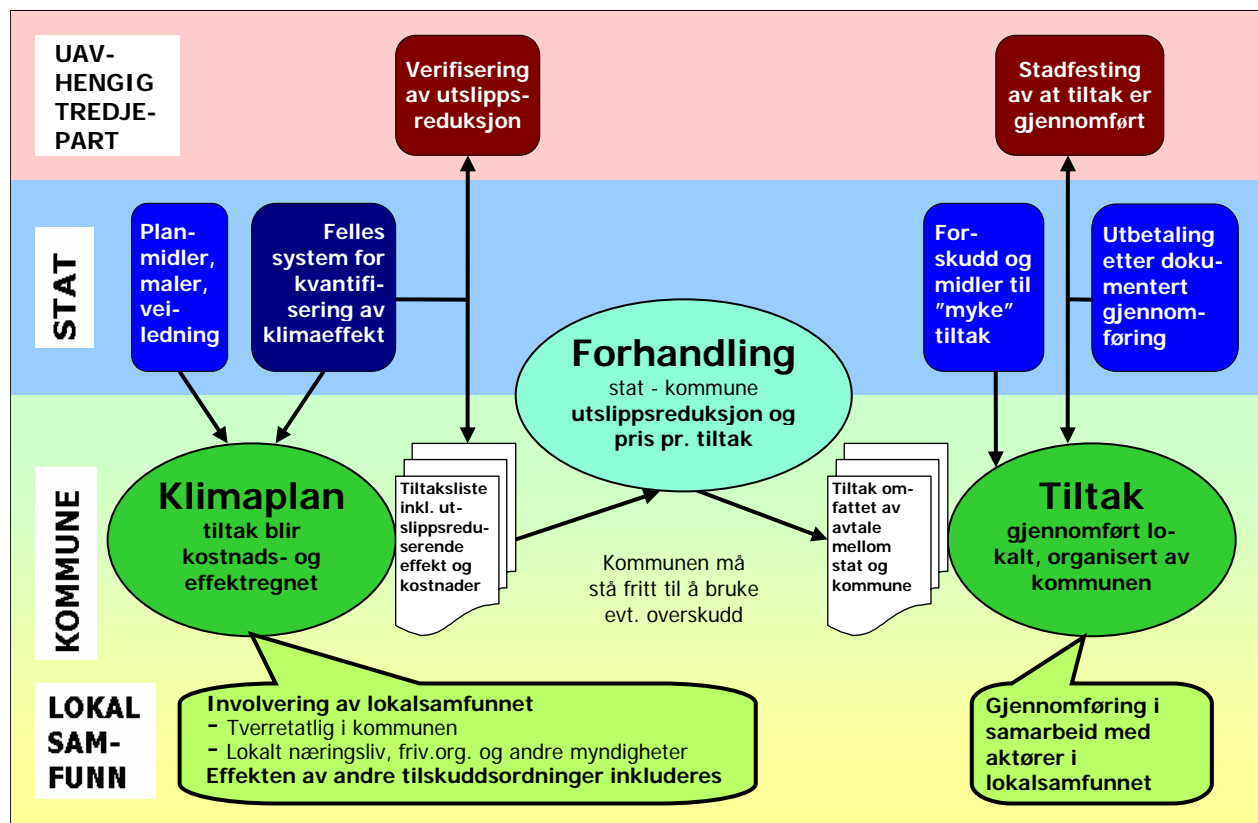 UAV-
HENGIG
TREDJE-
PART
Verifisering
av utslipps-
reduksjon
Stadfesting
av at tiltak er
gjennomført
STAT
Plan-
midler,
maler,
vei-
ledning
Felles
system for
kvantifi-
sering av
klimaeffekt
Forhandling
stat - kommune
utslippsreduksjon og
pris pr. tiltak
For-
skudd og
midler til
”myke”
tiltak
Utbetaling
etter doku-
mentert
gjennom-
føring
KOMMUNE
Klimaplan
tiltak blir
kostnads- og
effektregnet
Tiltaksliste
inkl. ut-
slippsredu-
serende
effekt og
kostnader
Kommunen må
stå fritt til å bruke
evt. overskudd
Tiltak om-
fattet av
avtale
mellom
stat og
kommune
Tiltak
gjennomført lo-
kalt, organisert av
kommunen
LOKAL
SAM-
FUNN
Involvering av lokalsamfunnet
- Tverretatlig i kommunen
- Lokalt næringsliv, friv.org. og andre myndigheter
Effekten av andre tilskuddsordninger inkluderes
Gjennomføring i
samarbeid med
aktører i
lokalsamfunnet